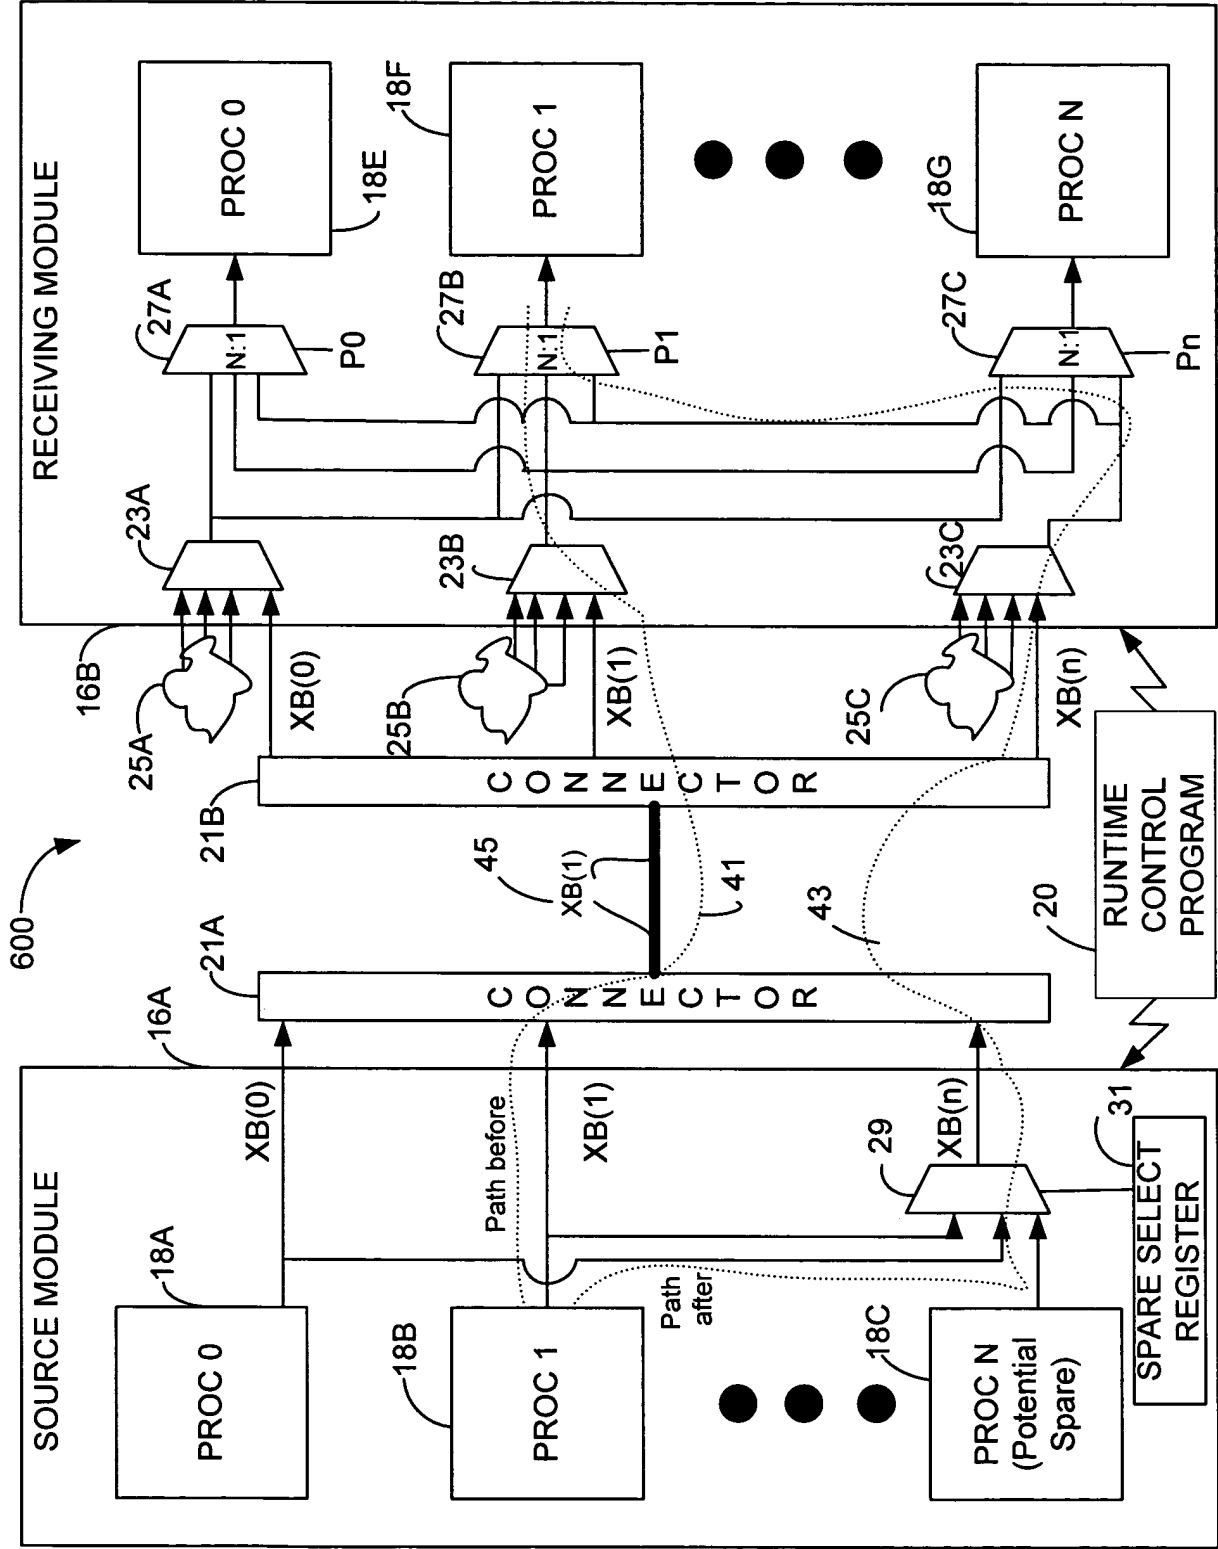 600
SOURCE MODULE
16A
PROC 0
18A
XB(0)
PROC 1
18B
Path before
XB(1)
Path
after
PROC N
(Potential
Spare)
18C
29
XB(n)
31
SPARE SELECT
REGISTER
21A
CONNECTOR
45
XB(1)
41
43
21B
CONNECTOR
20
RUNTIME
CONTROL
PROGRAM
RECEIVING MODULE
16B
25A
XB(0)
23A
27A
N:1
P0
PROC 0
18E
25B
XB(1)
23B
27B
N:1
P1
PROC 1
18F
25C
XB(n)
23C
27C
N:1
Pn
PROC N
18G